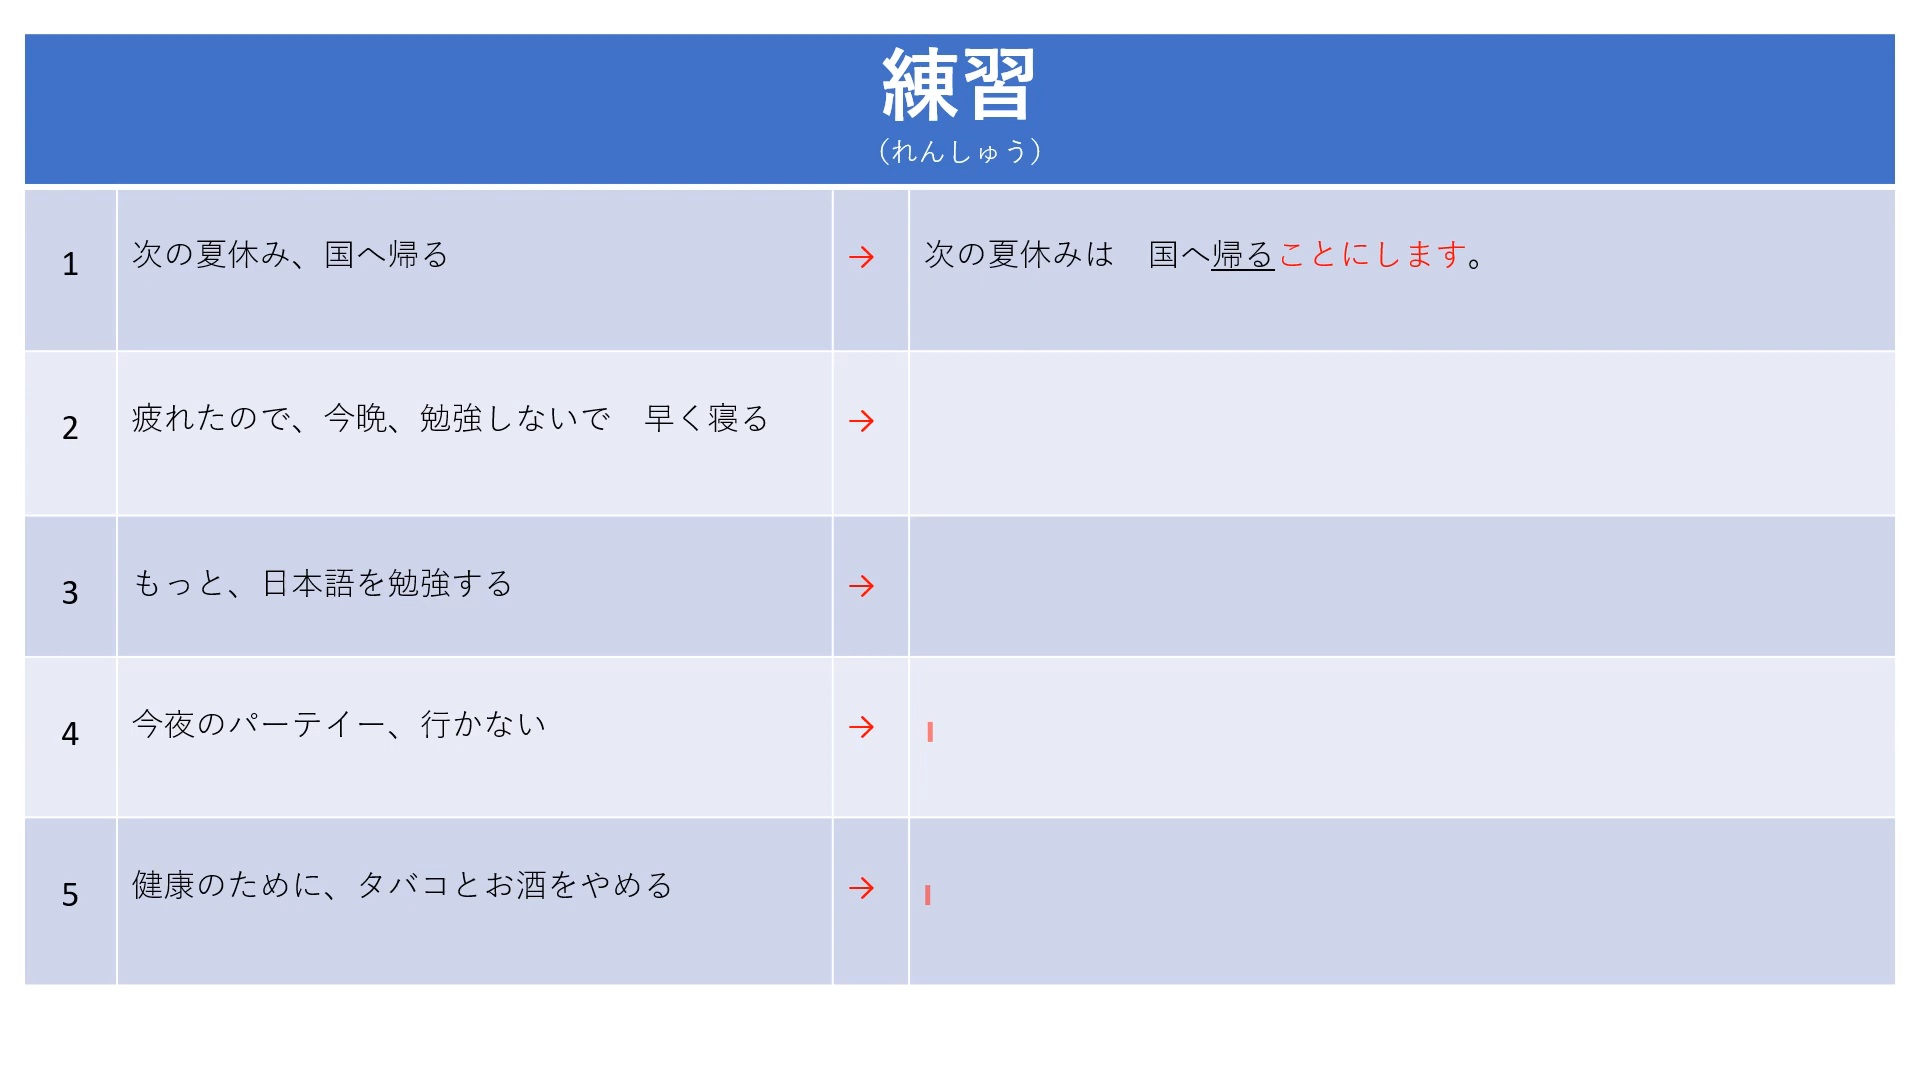 練習
（れんしゅう）
1 次の夏休み、国へ帰る → 次の夏休みは　国へ帰ることにします。
2 疲れたので、今晩、勉強しないで　早く寝る →
3 もっと、日本語を勉強する →
4 今夜のパーテイー、行かない →
5 健康のために、タバコとお酒をやめる →